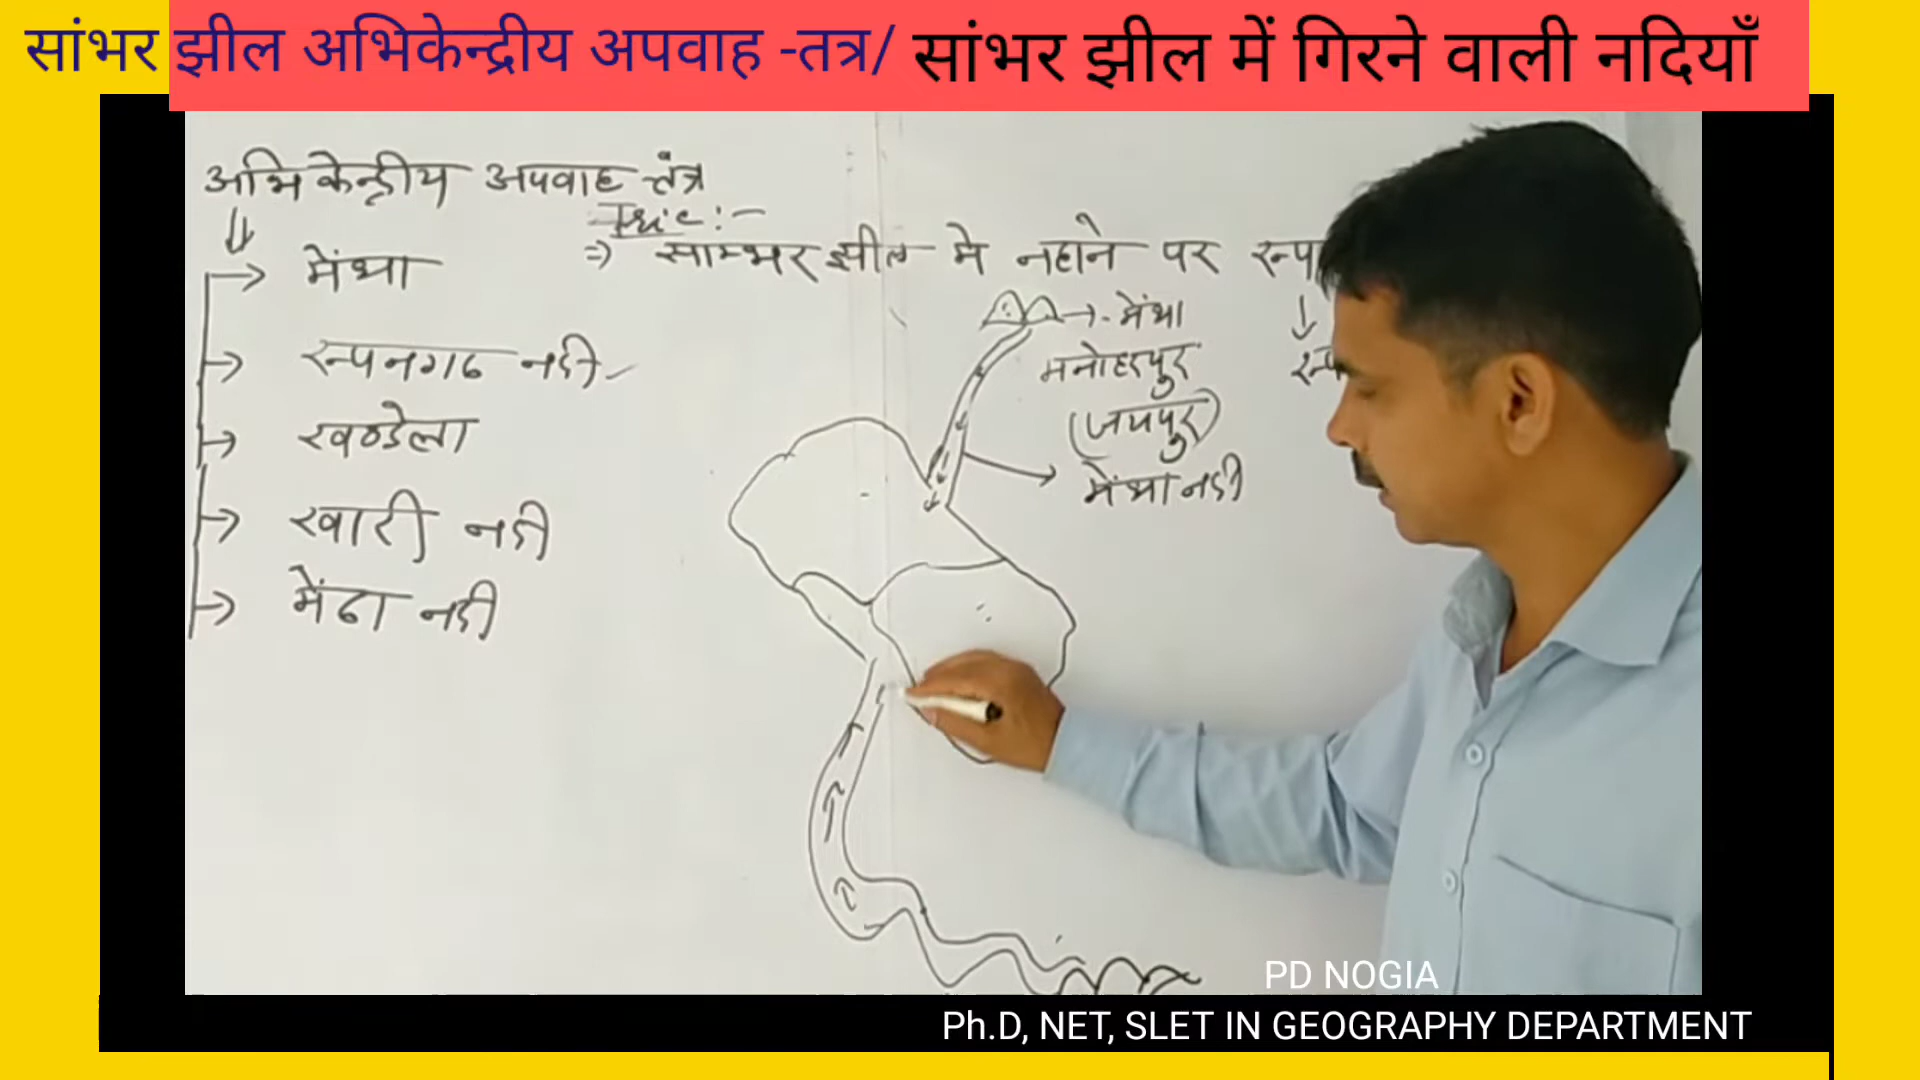 सांभर झील अभिकेन्द्रीय अपवाह -तत्र/ सांभर झील में गिरने वाली नदियाँ
अभिकेन्द्रीय अपवाह तंत्र
Tric :-
⇒ साम्भर झील मे नहाने पर
मेंथा
रूपनगढ नदी
खण्डेला
खारी नदी
मेंढा नदी
मेंथा
मनोहरपुर
(जयपुर)
मेंथा नदी
PD NOGIA
Ph.D, NET, SLET IN GEOGRAPHY DEPARTMENT